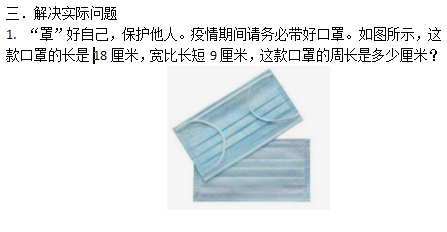 三．解决实际问题
1. “罩”好自己，保护他人。疫情期间请务必带好口罩。如图所示，这
款口罩的长是18厘米，宽比长短9厘米，这款口罩的周长是多少厘米？